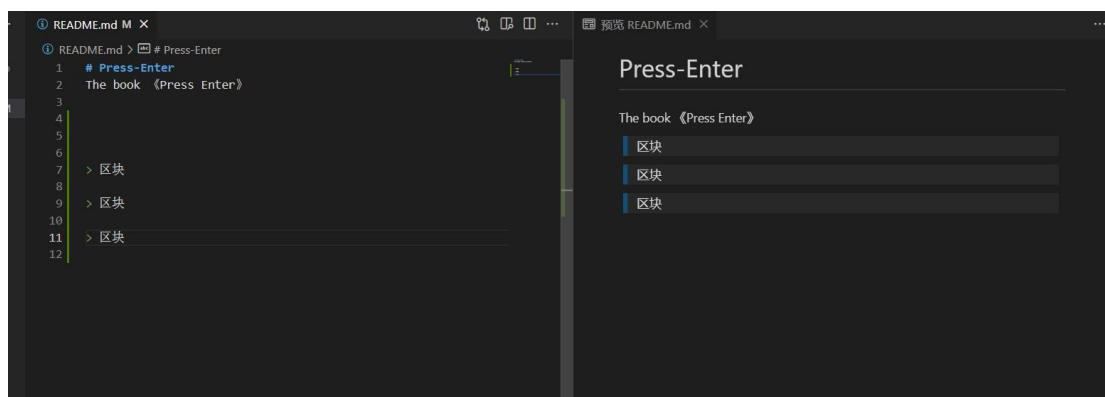 README.md M
README.md > # Press-Enter
1 # Press-Enter
2 The book 《Press Enter》
3
4
5
6
7 > 区块
8
9 > 区块
10
11 > 区块
12
预览 README.md
Press-Enter
The book 《Press Enter》
区块
区块
区块